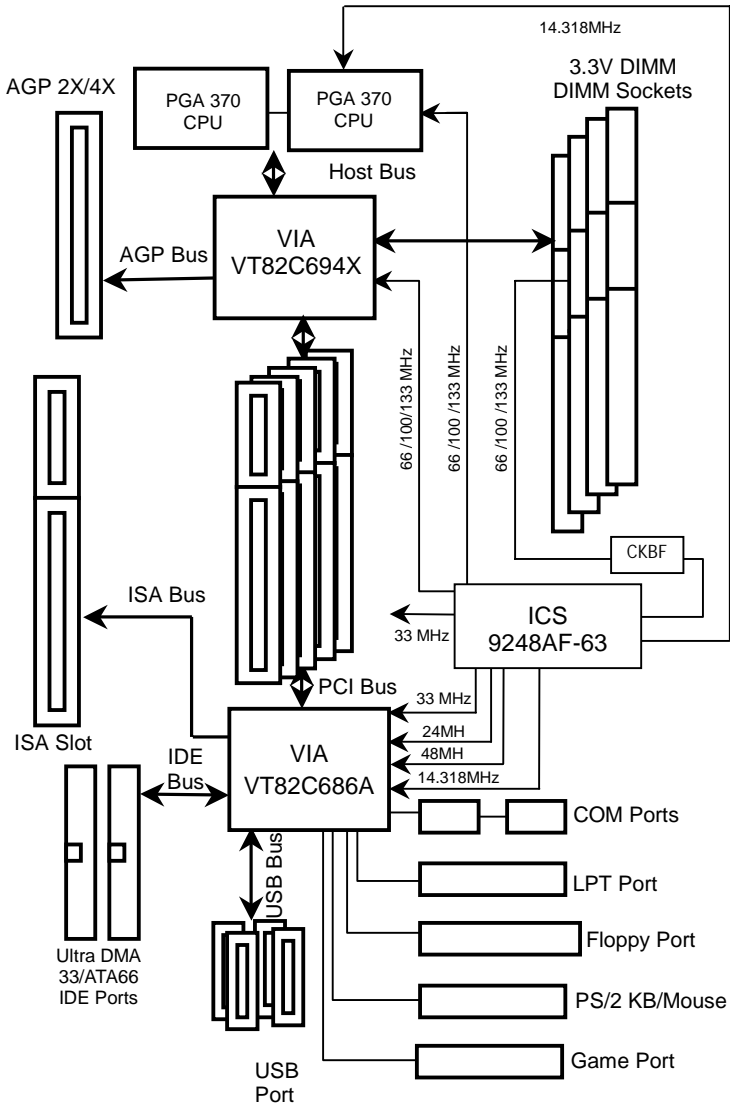 14.318MHz
AGP 2X/4X
PGA 370
CPU
PGA 370
CPU
3.3V DIMM
DIMM Sockets
Host Bus
VIA
VT82C694X
AGP Bus
66 /100/133 MHz
66 /100 /133 MHz
66 /100 /133 MHz
CKBF
ISA Bus
33 MHz
ICS
9248AF-63
PCI Bus
33 MHz
24MH
48MH
14.318MHz
ISA Slot
IDE
Bus
VIA
VT82C686A
COM Ports
USB Bus
LPT Port
Floppy Port
Ultra DMA
33/ATA66
IDE Ports
PS/2 KB/Mouse
Game Port
USB
Port